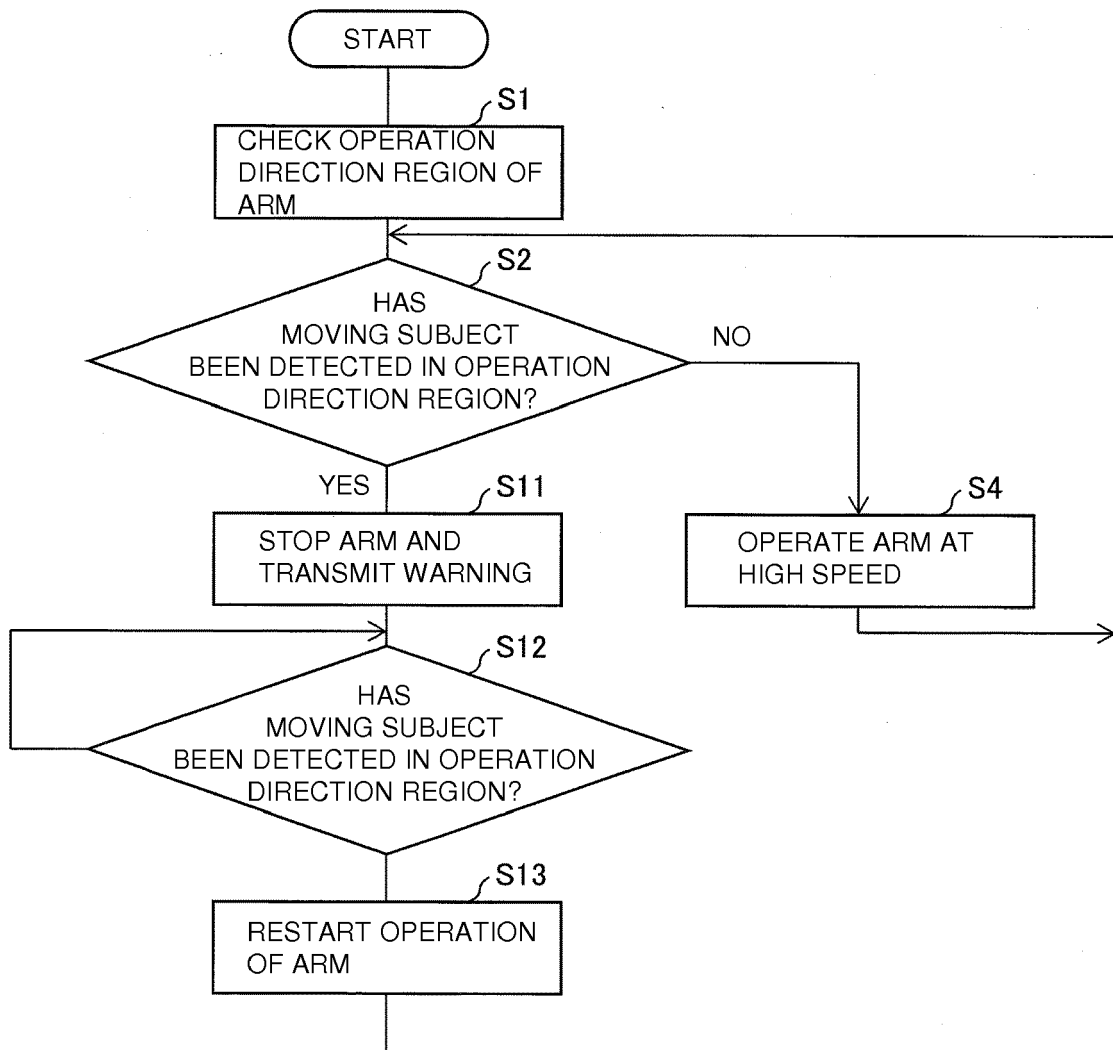 START
S1
CHECK OPERATION
DIRECTION REGION OF
ARM
S2
HAS
MOVING SUBJECT
BEEN DETECTED IN OPERATION
DIRECTION REGION?
NO
YES
S11
STOP ARM AND
TRANSMIT WARNING
S4
OPERATE ARM AT
HIGH SPEED
S12
HAS
MOVING SUBJECT
BEEN DETECTED IN OPERATION
DIRECTION REGION?
S13
RESTART OPERATION
OF ARM